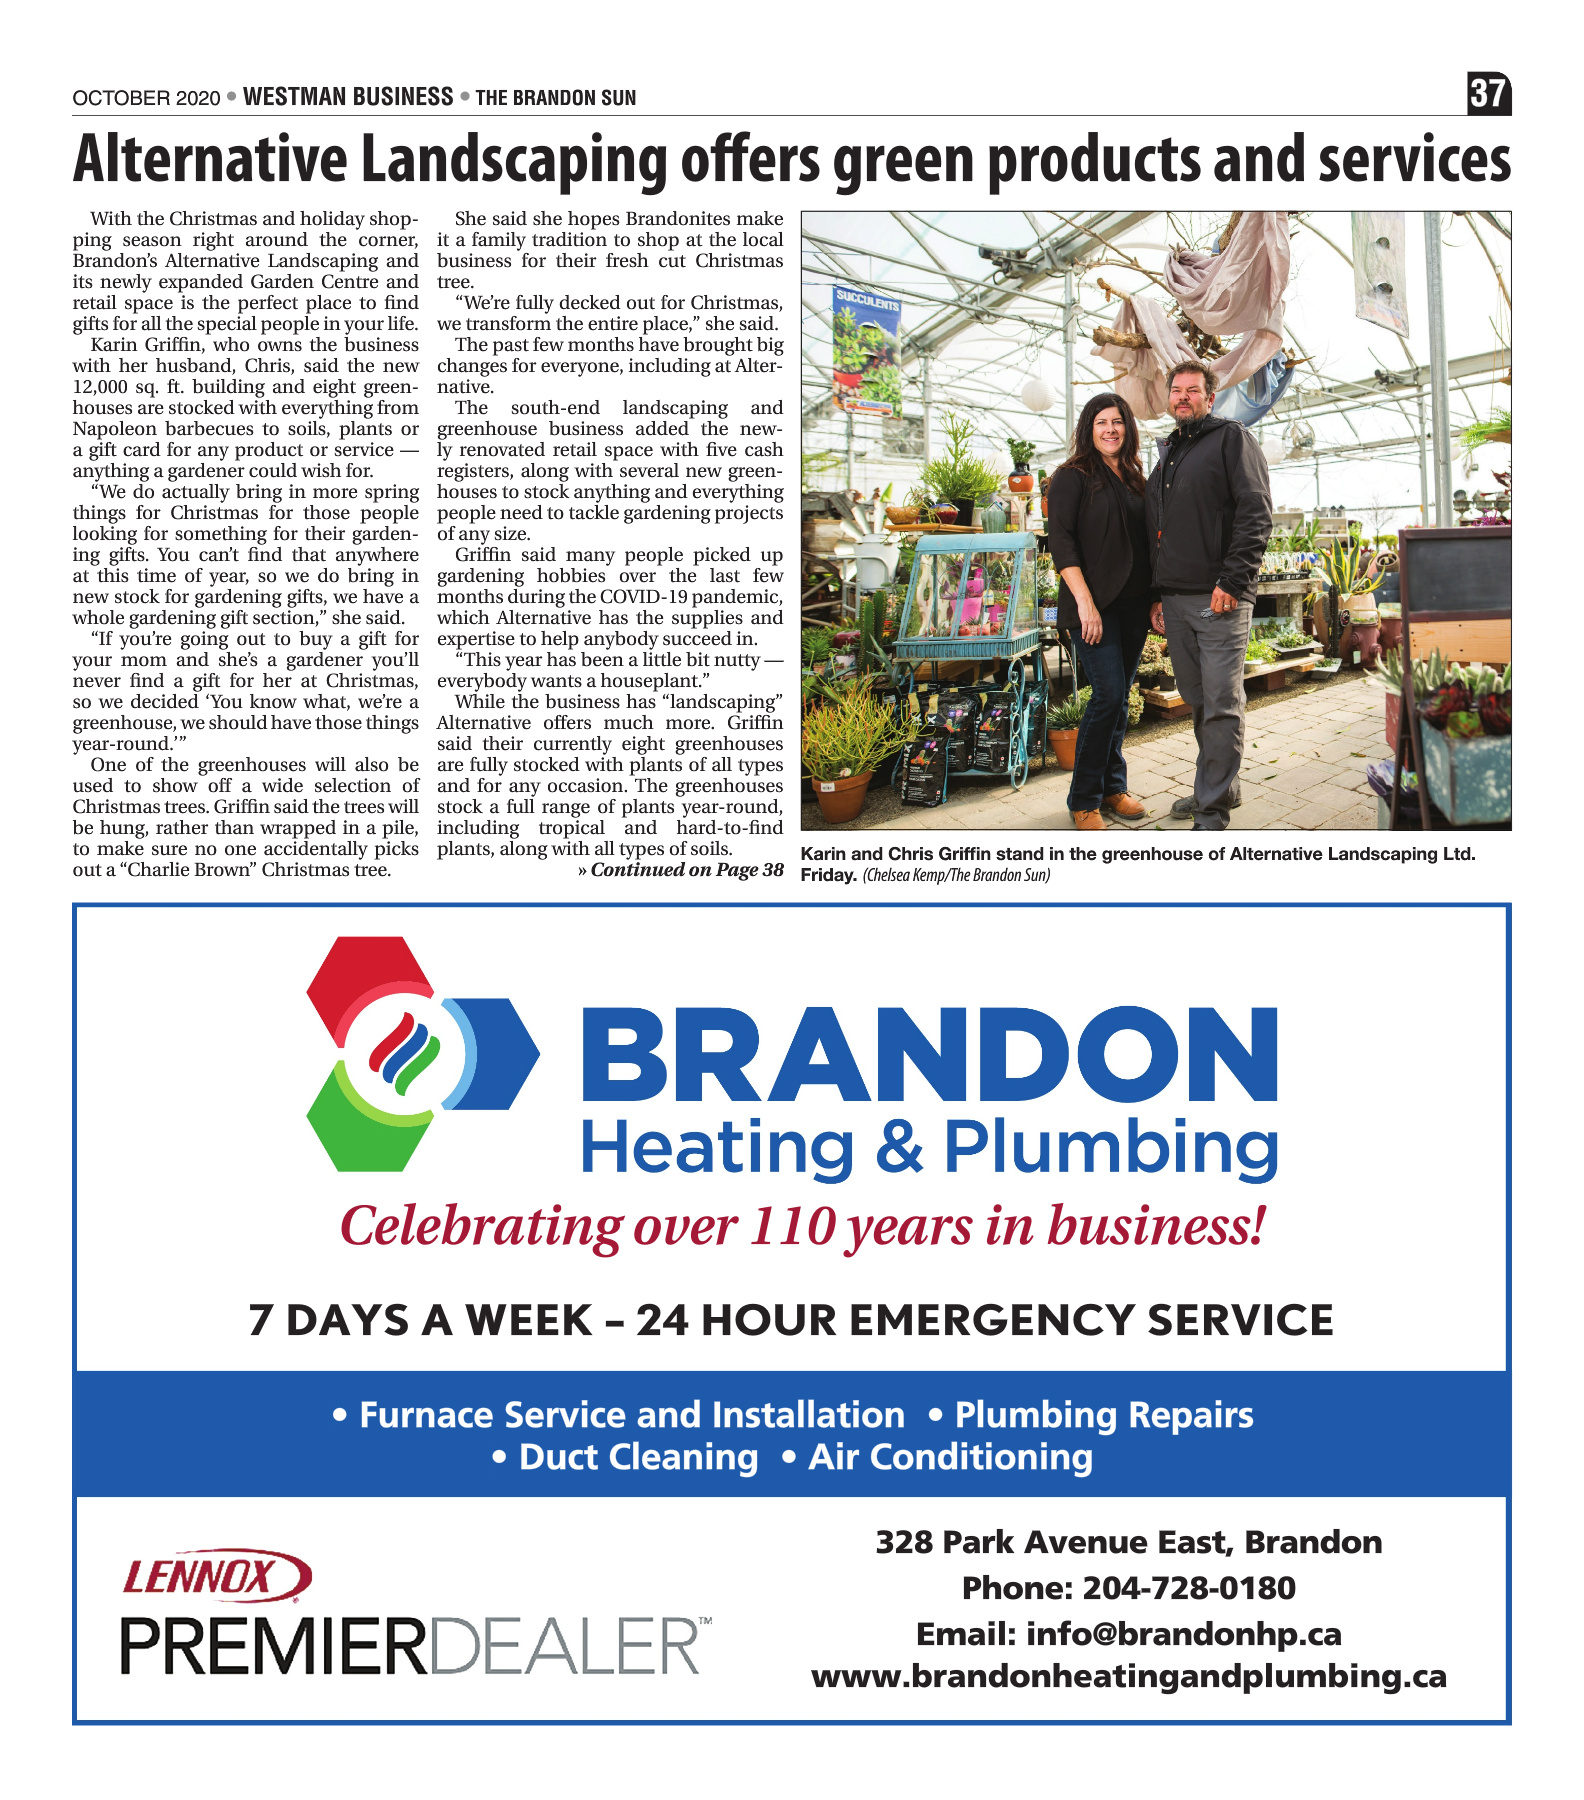 OCTOBER 2020 • WESTMAN BUSINESS • THE BRANDON SUN
37
Alternative Landscaping offers green products and services
With the Christmas and holiday shop-
ping season right around the corner,
Brandon's Alternative Landscaping and
its newly expanded Garden Centre and
retail space is the perfect place to find
gifts for all the special people in your life.
Karin Griffin, who owns the business
with her husband, Chris, said the new
12,000 sq. ft. building and eight green-
houses are stocked with everything from
Napoleon barbecues to soils, plants or
a gift card for any product or service —
anything a gardener could wish for.
“We do actually bring in more spring
things for Christmas for those people
looking for something for their garden-
ing gifts. You can’t find that anywhere
at this time of year, so we do bring in
new stock for gardening gifts, we have a
whole gardening gift section,” she said.
“If you’re going out to buy a gift for
your mom and she’s a gardener you’ll
never find a gift for her at Christmas,
so we decided ‘You know what, we’re a
greenhouse, we should have those things
year-round.’”
One of the greenhouses will also be
used to show off a wide selection of
Christmas trees. Griffin said the trees will
be hung, rather than wrapped in a pile,
to make sure no one accidentally picks
out a “Charlie Brown” Christmas tree.
She said she hopes Brandonites make
it a family tradition to shop at the local
business for their fresh cut Christmas
tree.
“We’re fully decked out for Christmas,
we transform the entire place,” she said.
The past few months have brought big
changes for everyone, including at Alter-
native.
The south-end landscaping and
greenhouse business added the new-
ly renovated retail space with five cash
registers, along with several new green-
houses to stock anything and everything
people need to tackle gardening projects
of any size.
Griffin said many people picked up
gardening hobbies over the last few
months during the COVID-19 pandemic,
which Alternative has the supplies and
expertise to help anybody succeed in.
“This year has been a little bit nutty —
everybody wants a houseplant.”
While the business has “landscaping”
Alternative offers much more. Griffin
said their currently eight greenhouses
are fully stocked with plants of all types
and for any occasion. The greenhouses
stock a full range of plants year-round,
including tropical and hard-to-find
plants, along with all types of soils.
» Continued on Page 38
SUCCULENTS
Karin and Chris Griffin stand in the greenhouse of Alternative Landscaping Ltd.
Friday. (Chelsea Kemp/The Brandon Sun)
BRANDON
Heating & Plumbing
Celebrating over 110 years in business!
7 DAYS A WEEK – 24 HOUR EMERGENCY SERVICE
• Furnace Service and Installation • Plumbing Repairs
• Duct Cleaning • Air Conditioning
LENNOX®
PREMIERDEALER™
328 Park Avenue East, Brandon
Phone: 204-728-0180
Email: info@brandonhp.ca
www.brandonheatingandplumbing.ca